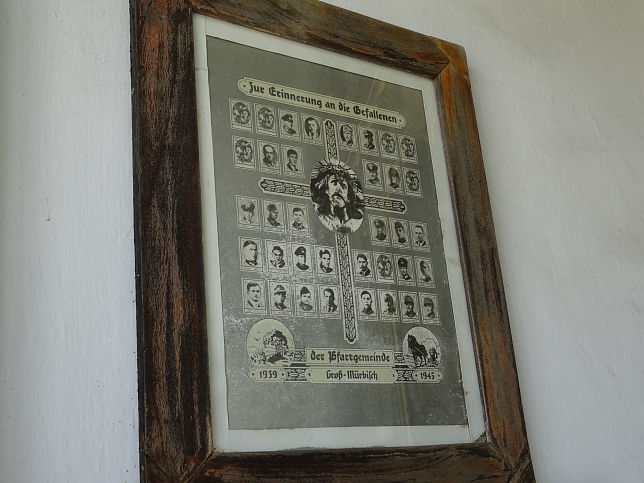 Zur Erinnerung an die Gefallenen
der Pfarrgemeinde
Groß-Mürbisch
1939
1945